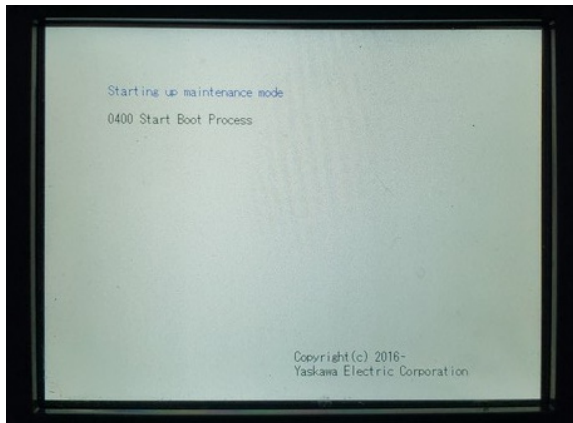 Starting up maintenance mode
0400 Start Boot Process
Copyright(c) 2016-
Yaskawa Electric Corporation